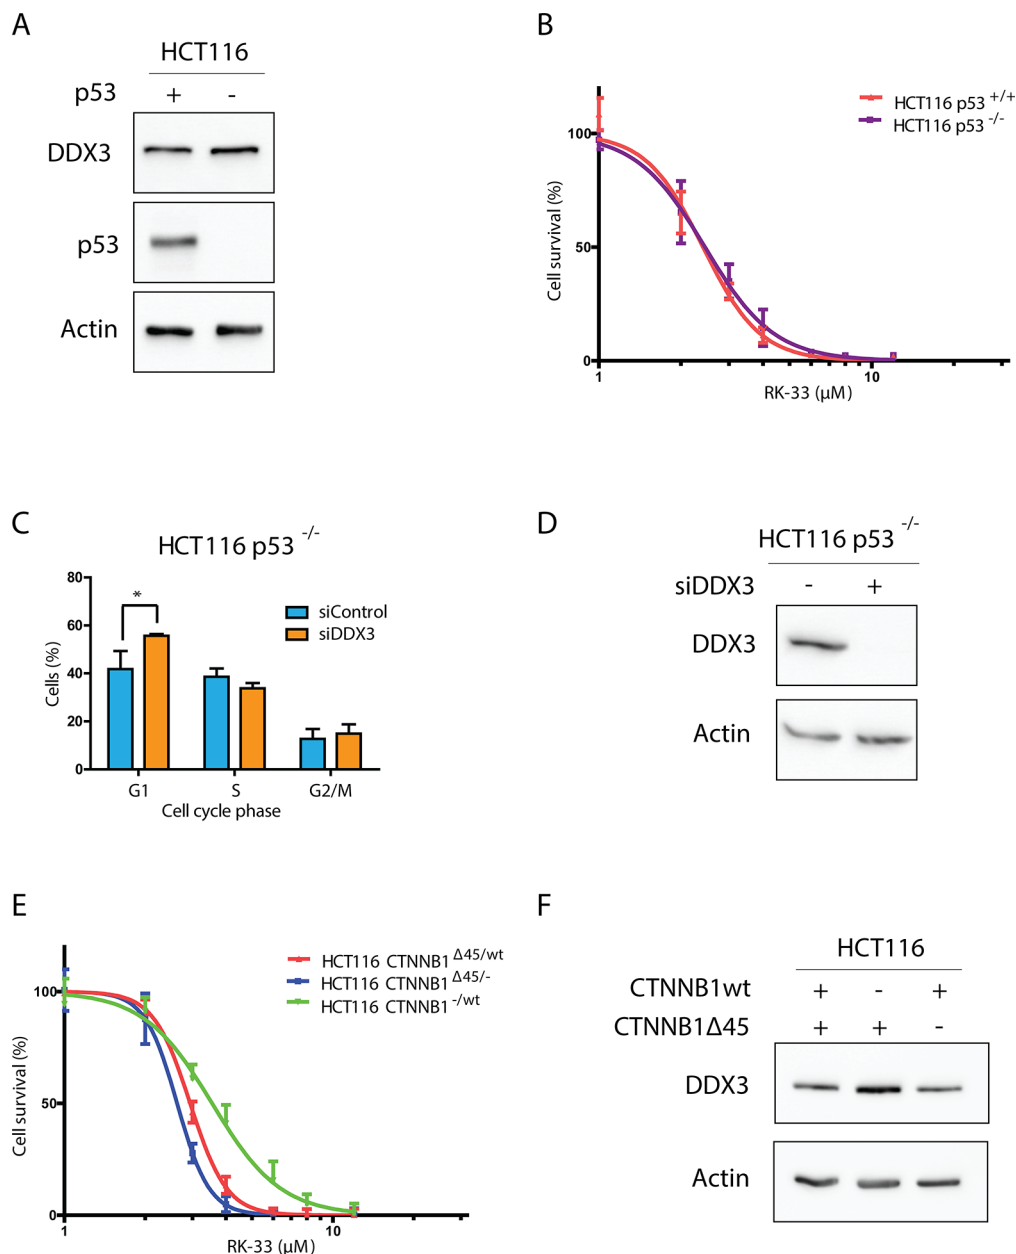 A
HCT116
p53 + -
DDX3
p53
Actin
B
HCT116 p53 +/+
HCT116 p53 -/-
Cell survival (%)
100
50
0
1 10
RK-33 (µM)
C
HCT116 p53 -/-
80
60
40
20
0
Cells (%)
*
siControl
siDDX3
G1 S G2/M
Cell cycle phase
D
HCT116 p53 -/-
siDDX3 - +
DDX3
Actin
E
HCT116 CTNNB1 Δ45/wt
HCT116 CTNNB1 Δ45/-
HCT116 CTNNB1 -/wt
Cell survival (%)
100
50
0
1 10
RK-33 (µM)
F
HCT116
CTNNB1wt + - +
CTNNB1Δ45 + + -
DDX3
Actin